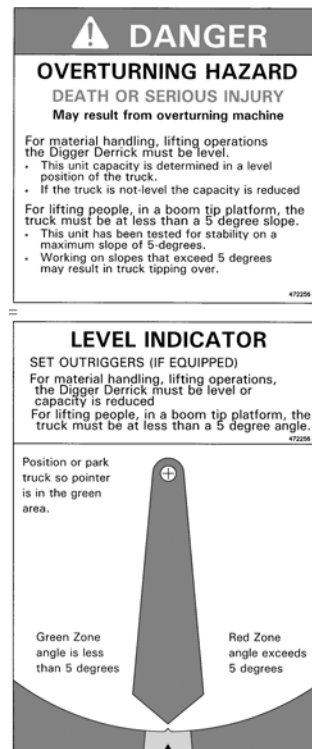 DANGER
OVERTURNING HAZARD
DEATH OR SERIOUS INJURY
May result from overturning machine
For material handling, lifting operations
the Digger Derrick must be level.
• This unit capacity is determined in a level
position of the truck.
• If the truck is not-level the capacity is reduced
For lifting people, in a boom tip platform, the
truck must be at less than a 5 degree slope.
• This unit has been tested for stability on a
maximum slope of 5-degrees.
• Working on slopes that exceed 5 degrees
may result in truck tipping over.
472256
LEVEL INDICATOR
SET OUTRIGGERS (IF EQUIPPED)
For material handling, lifting operations,
the Digger Derrick must be level or
capacity is reduced
For lifting people, in a boom tip platform, the
truck must be at less than a 5 degree angle.
472256
Position or park
truck so pointer
is in the green
area.
Green Zone
angle is less
than 5 degrees
Red Zone
angle exceeds
5 degrees